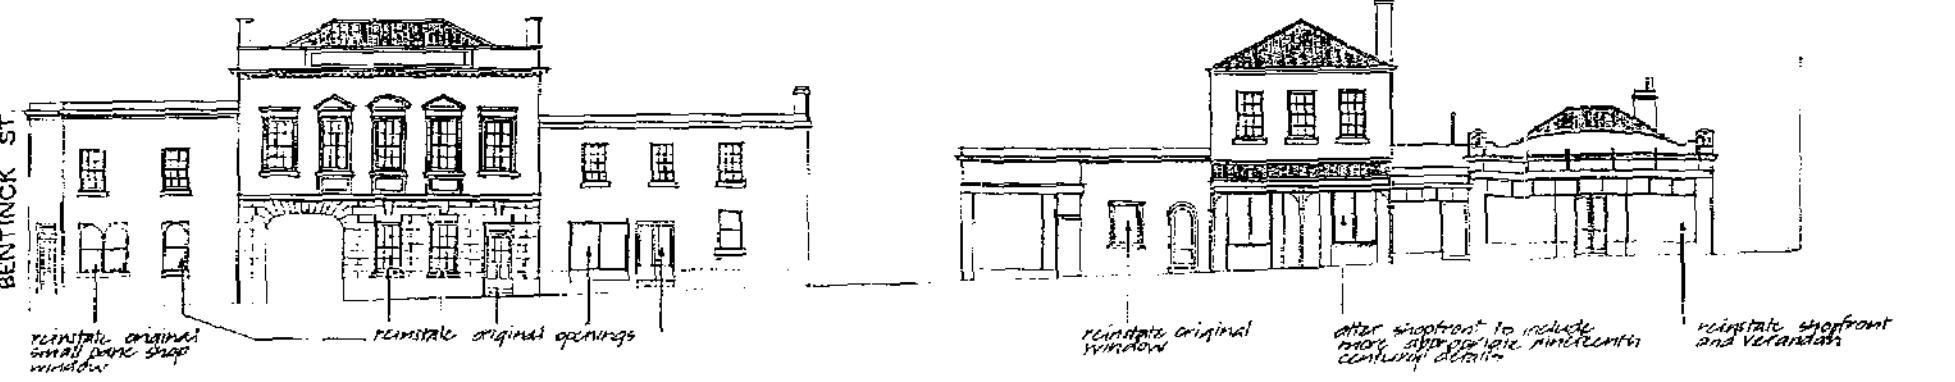 BENTINCK ST.
reinstate original
small pane shop
window
reinstate original openings
reinstate original
window
alter shopfront to include
more appropriate nineteenth
century details
reinstate shopfront
and verandah